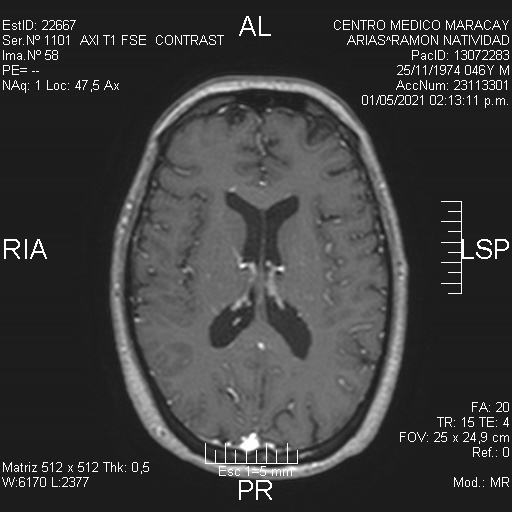 EstID: 22667
Ser.Nº 1101 AXI T1 FSE CONTRAST
Ima.Nº 58
PE= --
NAq: 1 Loc: 47,5 Ax
AL
CENTRO MEDICO MARACAY
ARIAS^RAMON NATIVIDAD
PacID: 13072283
25/11/1974 046Y M
AccNum: 23113301
01/05/2021 02:13:11 p.m.
RIA
LSP
FA: 20
TR: 15 TE: 4
FOV: 25 x 24,9 cm
Ref.: 0
Matriz 512 x 512 Thk: 0,5
W:6170 L:2377
Esc 1=5 mm
PR
Mod.: MR